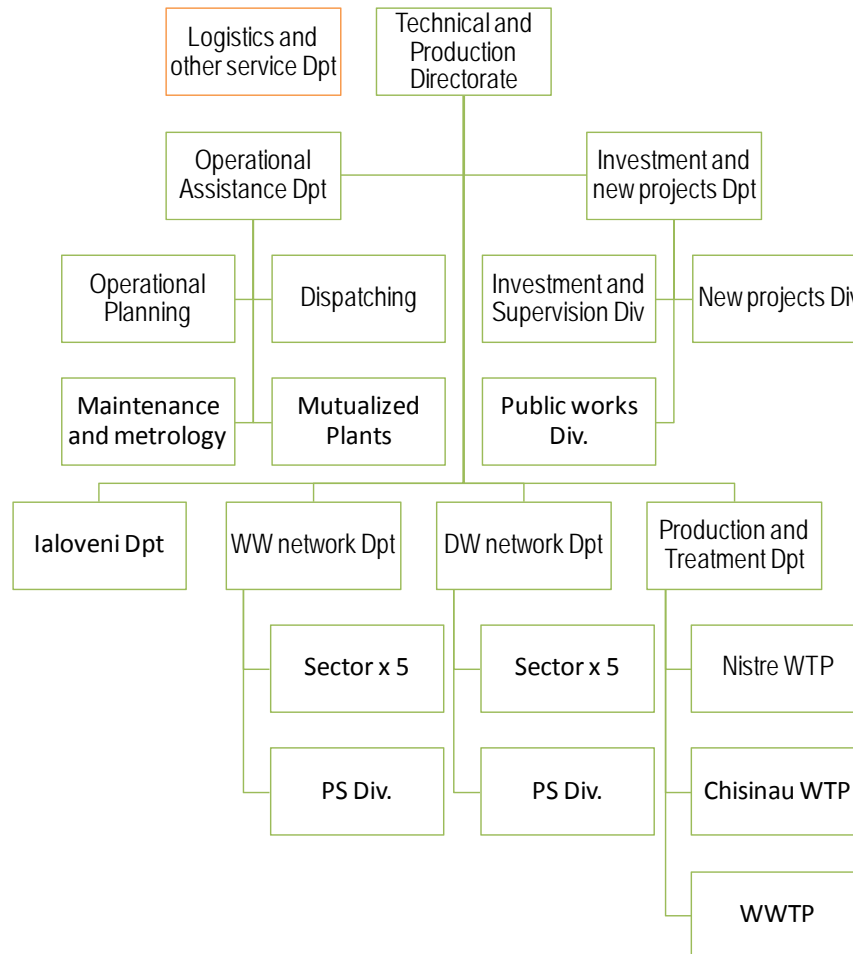 Logistics and
other service Dpt
Technical and
Production
Directorate
Operational
Assistance Dpt
Investment and
new projects Dpt
Operational
Planning
Dispatching
Investment and
Supervision Div
New projects Div
Maintenance
and metrology
Mutualized
Plants
Public works
Div.
Ialoveni Dpt
WW network Dpt
DW network Dpt
Production and
Treatment Dpt
Sector x 5
Sector x 5
Nistre WTP
PS Div.
PS Div.
Chisinau WTP
WWTP